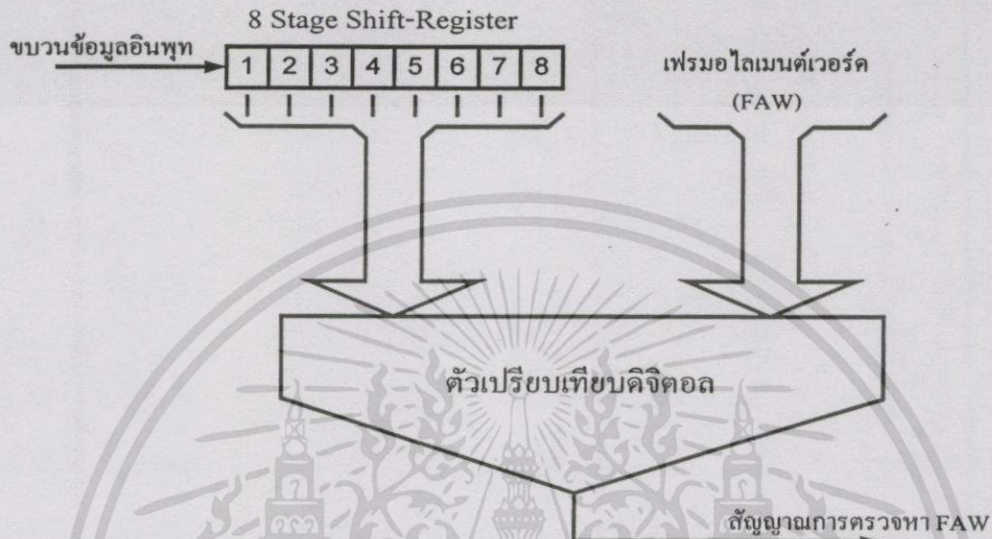 8 Stage Shift-Register
ขบวนข้อมูลอินพุท
1 2 3 4 5 6 7 8
เฟรมอไลเมนต์เวอร์ค
(FAW)
ตัวเปรียบเทียบดิจิตอล
สัญญาณการตรวจหา FAW